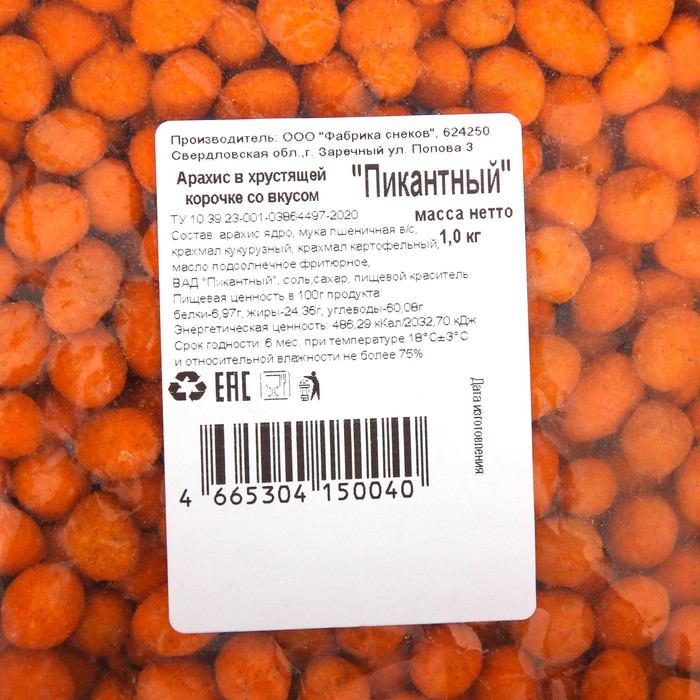 Производитель: ООО "Фабрика снеков", 624250
Свердловская обл.,г. Заречный ул. Попова 3
Арахис в хрустящей
корочке со вкусом
"Пикантный"
ТУ 10 39.23-001-03864497-2020
масса нетто
1,0 кг
Состав арахис ядро, мука пшеничная в/с,
крахмал кукурузный, крахмал картофельный,
масло подсолнечное фритюрное,
ВАД "Пикантный", соль,сахар, пищевой краситель
Пищевая ценность в 100г продукта:
белки-6,97г, жиры-24 36г, углеводы-60,08г
Энергетическая ценность: 486,29 кКал/2032,70 кДж
Срок годности: 6 мес. при температуре 18°С±3°С
и относительной влажности не более 75%
ЕАС
Дата изготовления
4 665304 150040